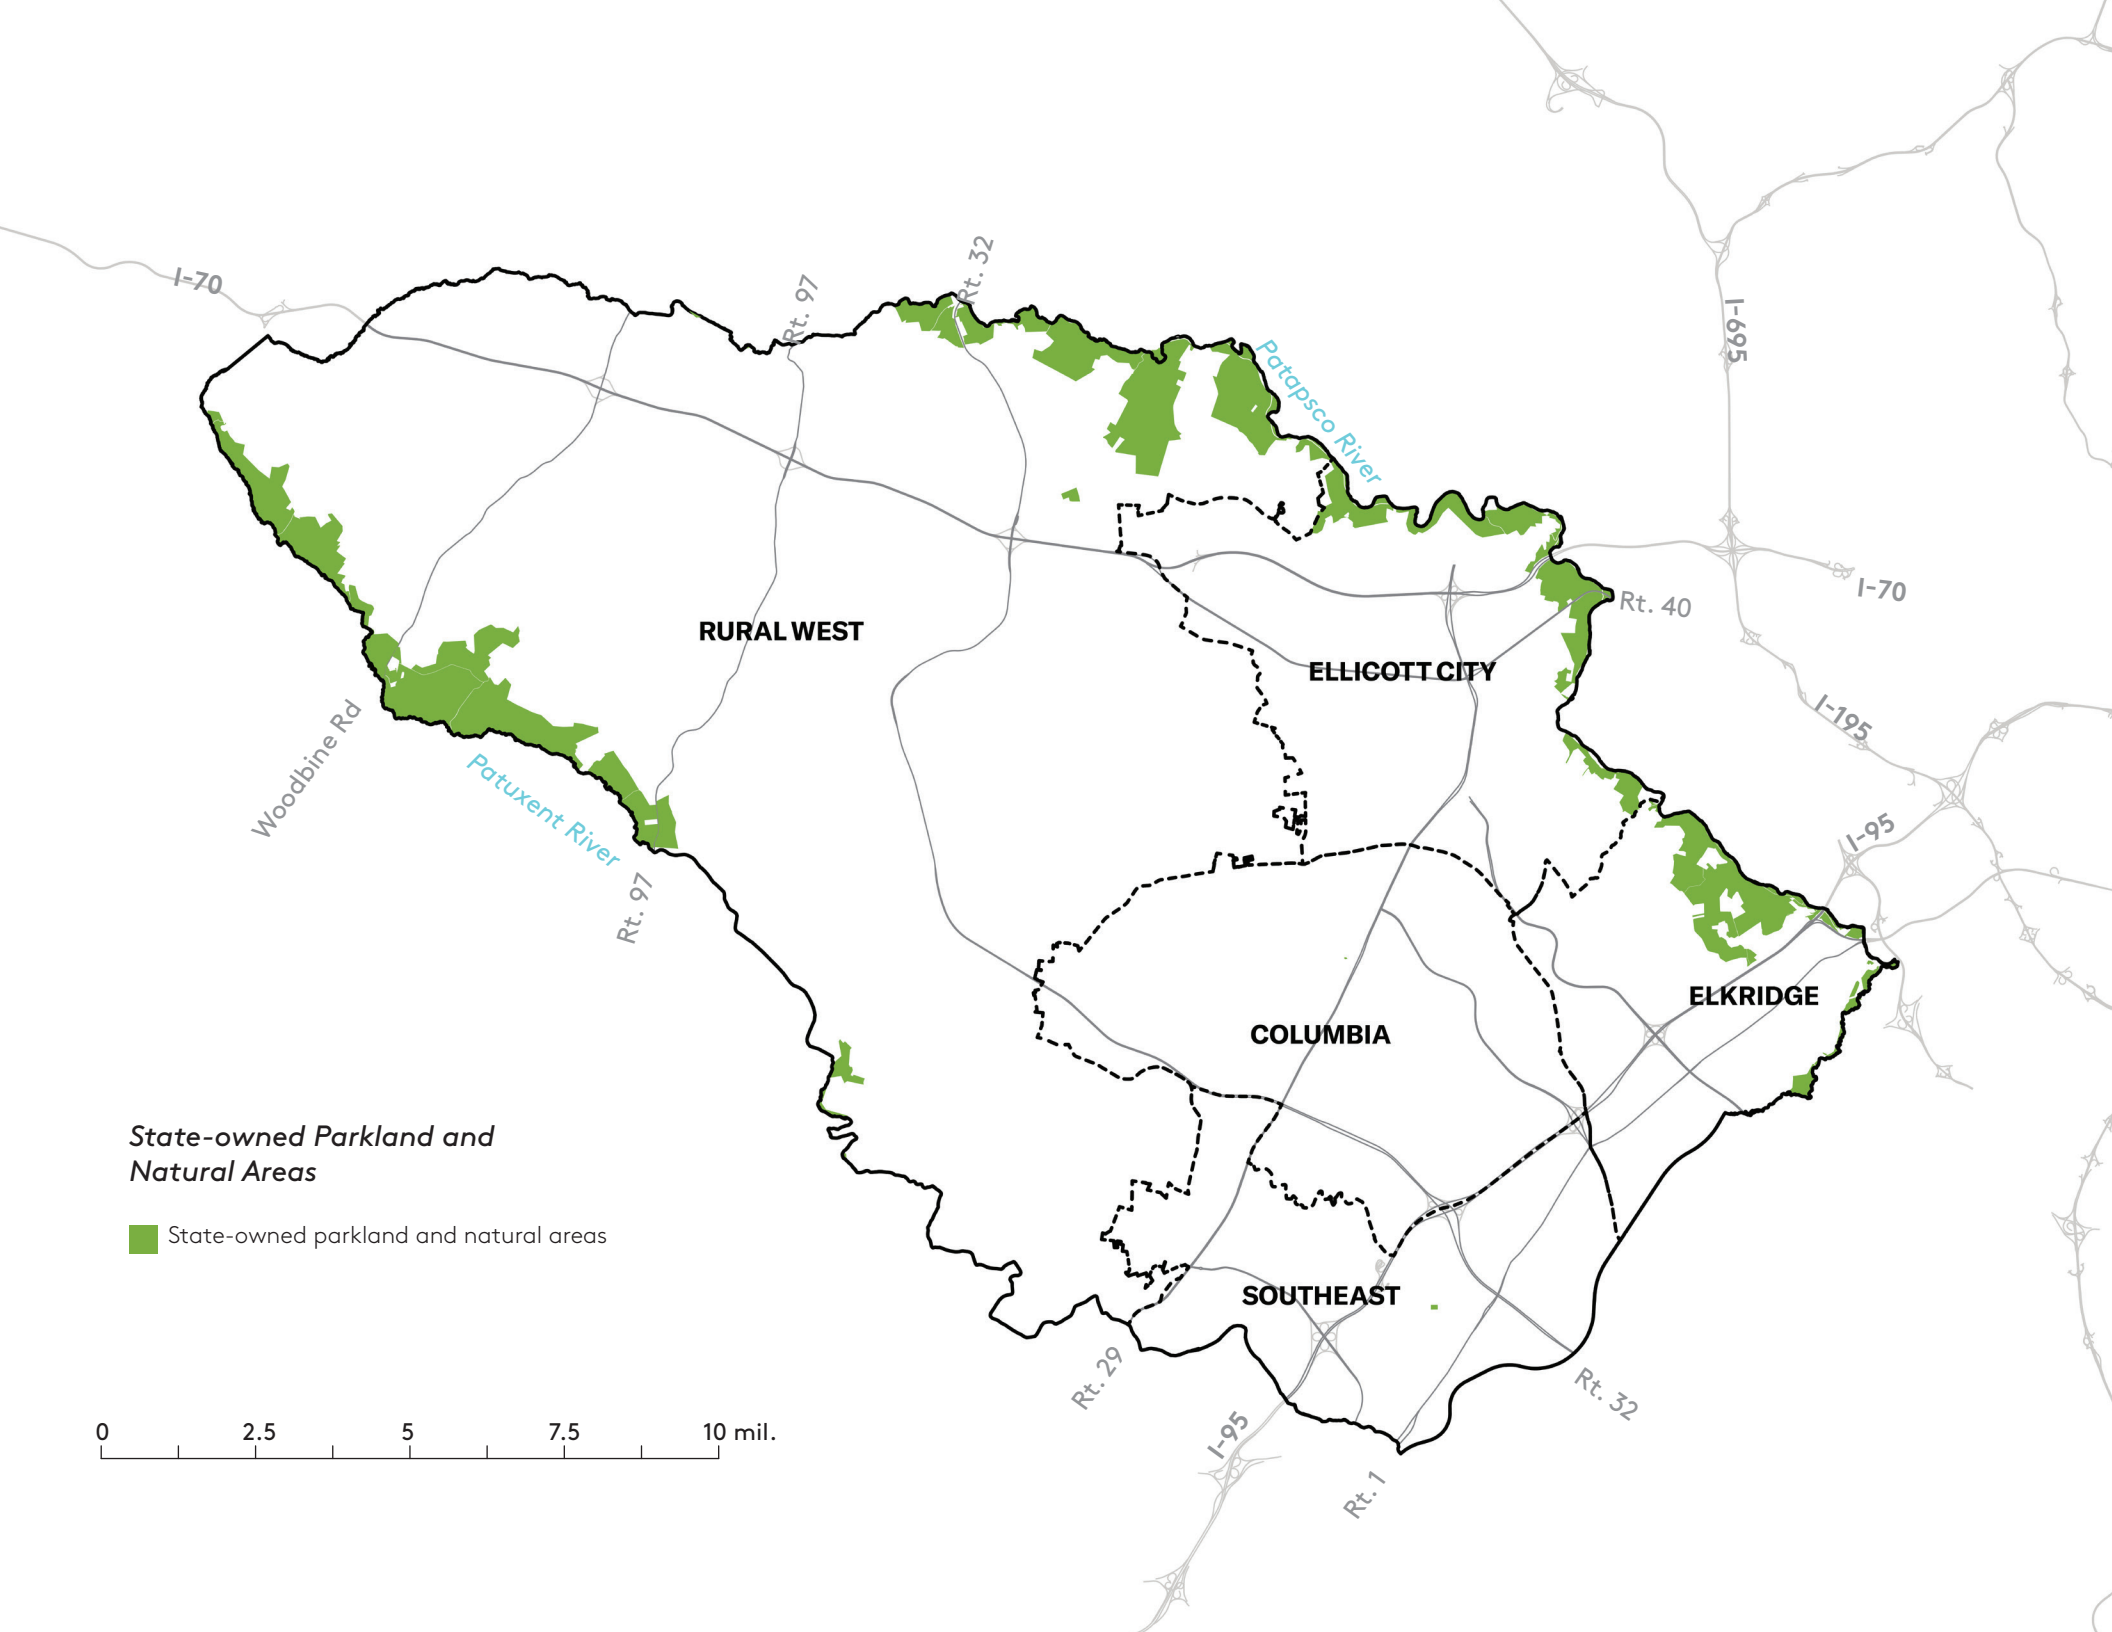 Rt. 32
I-70
Rt. 97
I-695
Patapsco River
I-70
Rt. 40
RURAL WEST
ELLICOTT CITY
Woodbine Rd
I-195
Patuxent River
I-95
Rt. 97
ELKRIDGE
COLUMBIA
State-owned Parkland and
Natural Areas
State-owned parkland and natural areas
SOUTHEAST
Rt. 29
Rt. 32
I-95
0 2.5 5 7.5 10 mil.
Rt. 1